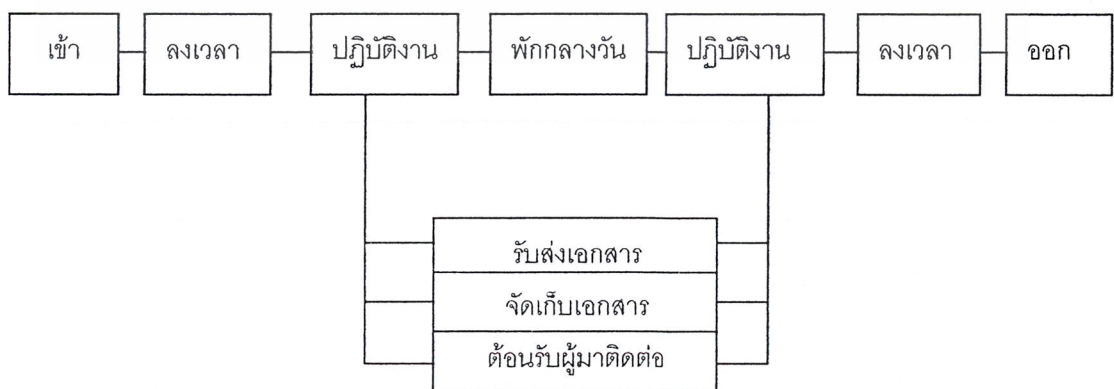 เข้า
ลงเวลา
ปฏิบัติงาน
พักกลางวัน
ปฏิบัติงาน
ลงเวลา
ออก
รับส่งเอกสาร
จัดเก็บเอกสาร
ต้อนรับผู้มาติดต่อ